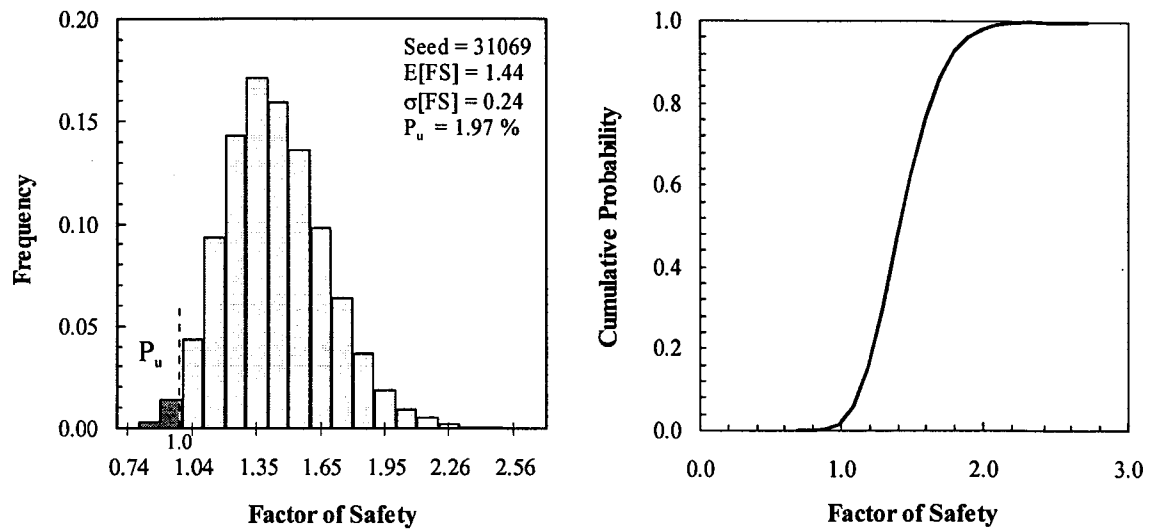 0.20
0.15
0.10
0.05
0.00
Frequency
Seed = 31069
E[FS] = 1.44
σ[FS] = 0.24
Pu = 1.97 %
Pu
1.0
0.74 1.04 1.35 1.65 1.95 2.26 2.56
Factor of Safety
1.0
0.8
0.6
0.4
0.2
0.0
Cumulative Probability
0.0 1.0 2.0 3.0
Factor of Safety